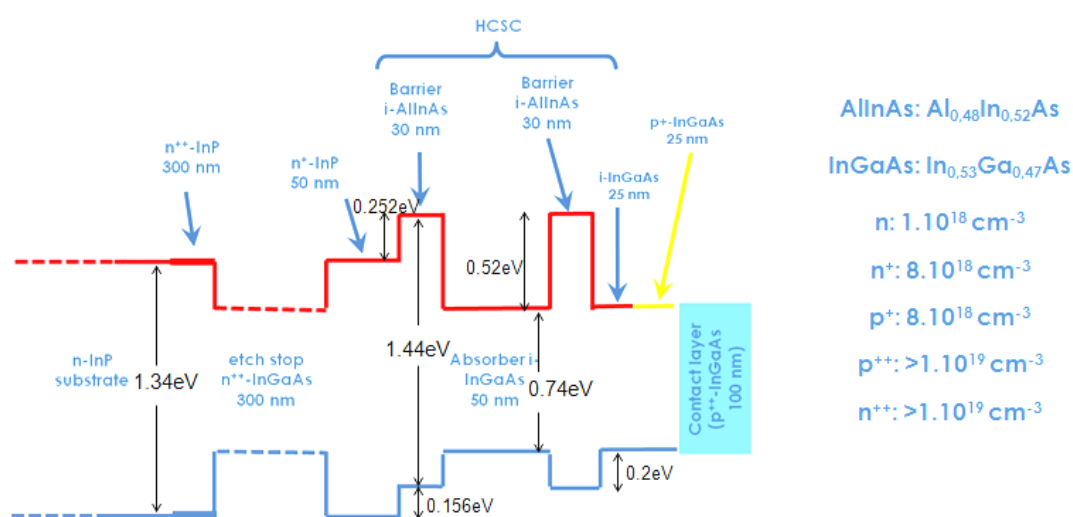 HCSC
Barrier
i-AlInAs
30 nm
Barrier
i-AlInAs
30 nm
n⁺⁺-InP
300 nm
n⁺-InP
50 nm
i-InGaAs
25 nm
p+-InGaAs
25 nm
0.252eV
0.52eV
n-InP
substrate
1.34eV
etch stop
n⁺⁺-InGaAs
300 nm
1.44eV
Absorber i-
InGaAs
50 nm
0.74eV
0.156eV
0.2eV
Contact layer
(p⁺⁺-InGaAs
100 nm)
AlInAs: Al₀,₄₈In₀,₅₂As
InGaAs: In₀,₅₃Ga₀,₄₇As
n: 1.10¹⁸ cm⁻³
n⁺: 8.10¹⁸ cm⁻³
p⁺: 8.10¹⁸ cm⁻³
p⁺⁺: >1.10¹⁹ cm⁻³
n⁺⁺: >1.10¹⁹ cm⁻³